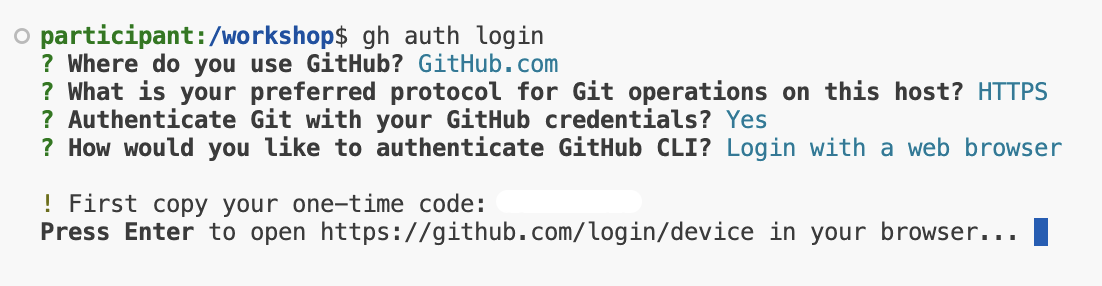 participant:/workshop$ gh auth login
? Where do you use GitHub? GitHub.com
? What is your preferred protocol for Git operations on this host? HTTPS
? Authenticate Git with your GitHub credentials? Yes
? How would you like to authenticate GitHub CLI? Login with a web browser
! First copy your one-time code:
Press Enter to open https://github.com/login/device in your browser...